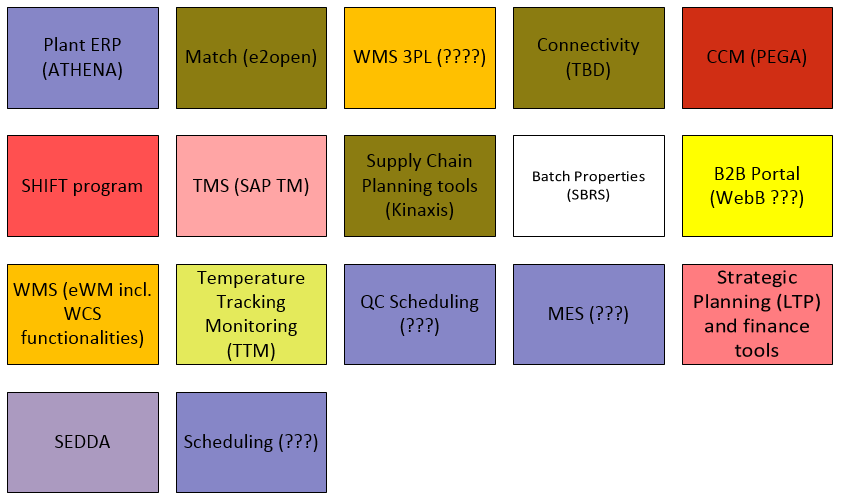 Plant ERP
(ATHENA)
Match (e2open)
WMS 3PL (????)
Connectivity
(TBD)
CCM (PEGA)
SHIFT program
TMS (SAP TM)
Supply Chain
Planning tools
(Kinaxis)
Batch Properties
(SBRS)
B2B Portal
(WebB ???)
WMS (eWM incl.
WCS
functionalities)
Temperature
Tracking
Monitoring
(TTM)
QC Scheduling
(???)
MES (???)
Strategic
Planning (LTP)
and finance
tools
SEDDA
Scheduling (???)